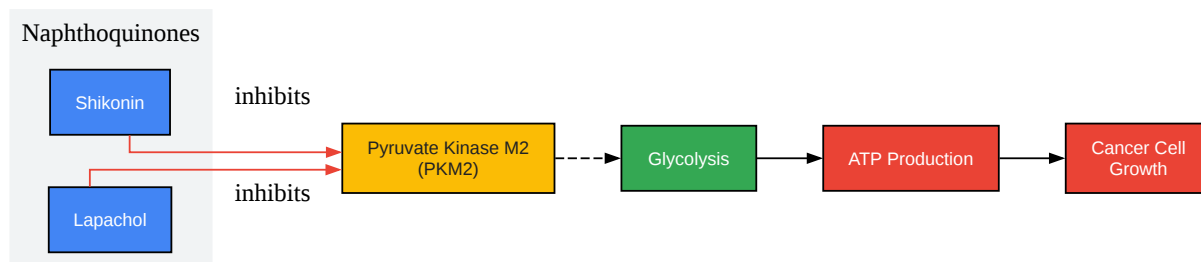 Naphthoquinones
Shikonin
inhibits
Pyruvate Kinase M2
(PKM2)
Glycolysis
ATP Production
Cancer Cell
Growth
Lapachol
inhibits